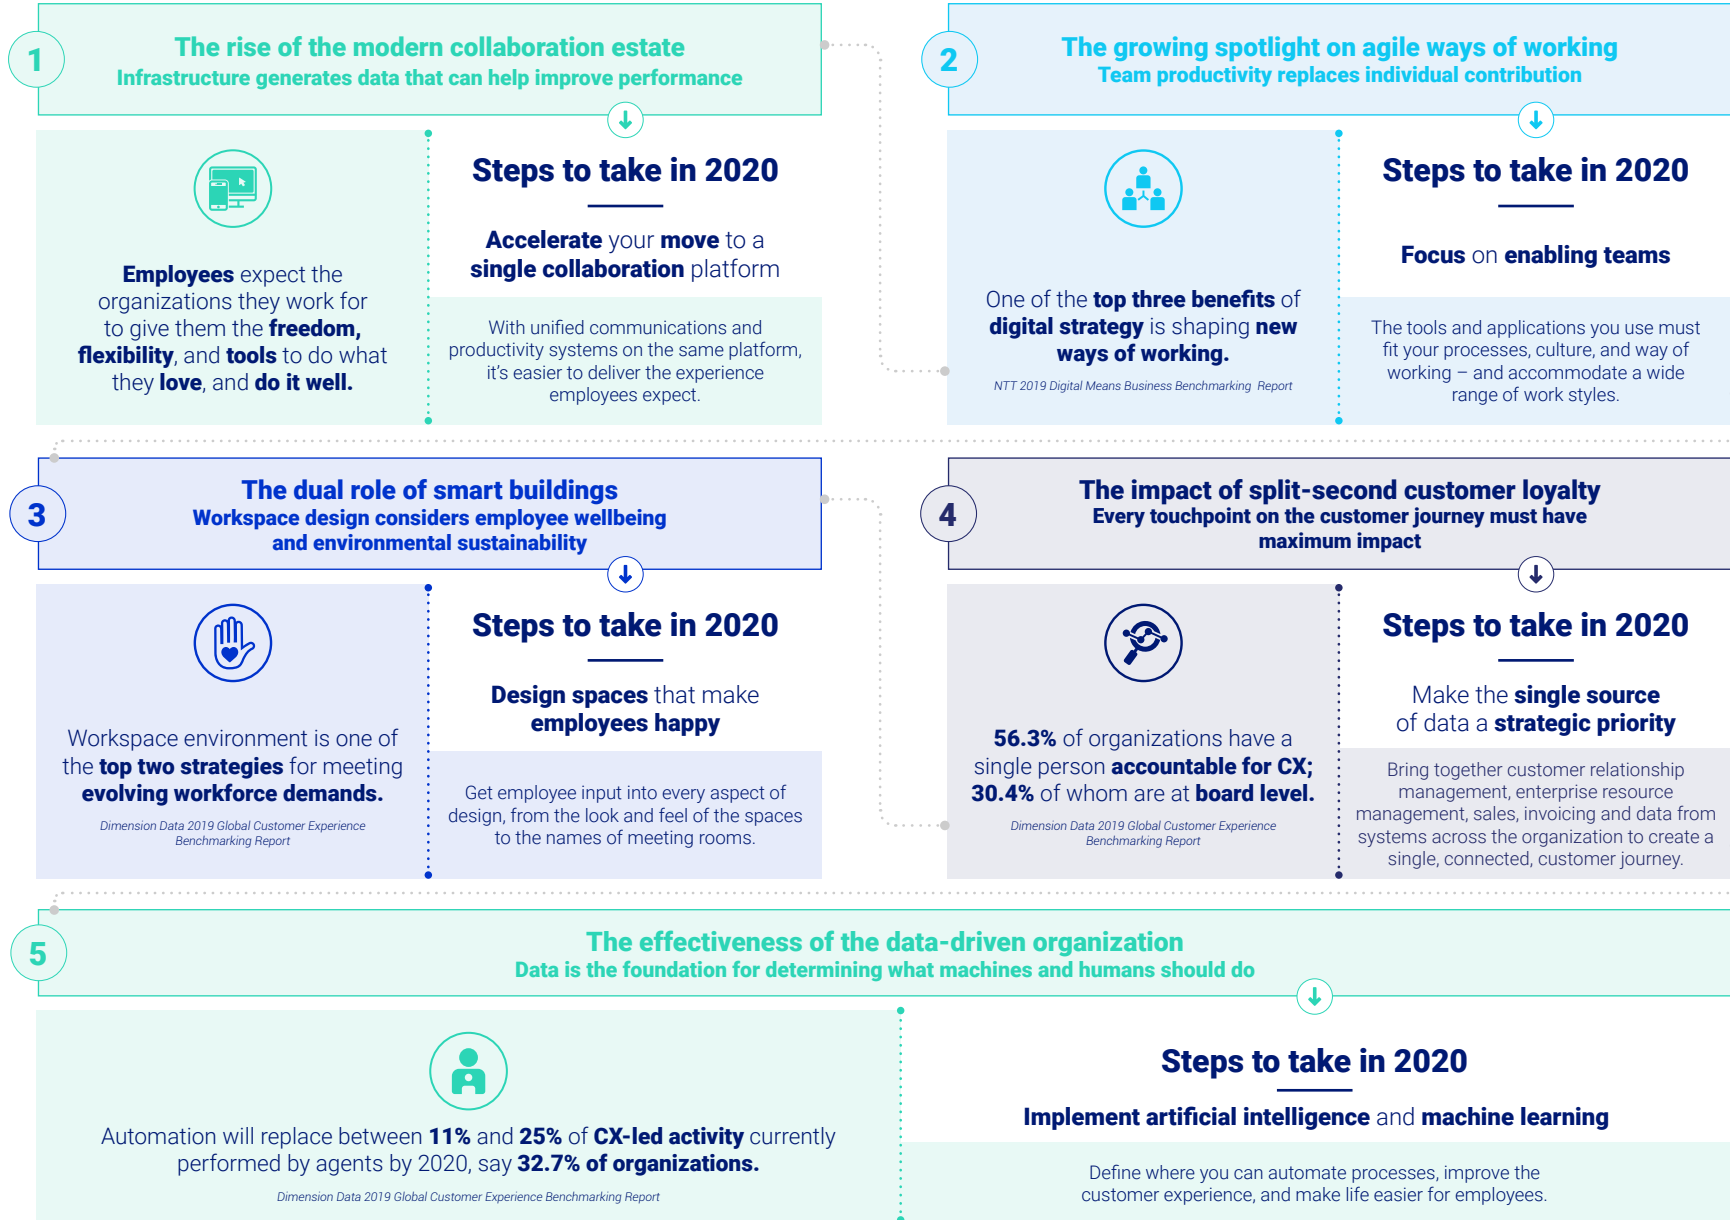 1
The rise of the modern collaboration estate
Infrastructure generates data that can help improve performance
Employees expect the
organizations they work for
to give them the freedom,
flexibility, and tools to do what
they love, and do it well.
Steps to take in 2020
Accelerate your move to a
single collaboration platform
With unified communications and
productivity systems on the same platform,
it's easier to deliver the experience
employees expect.
2
The growing spotlight on agile ways of working
Team productivity replaces individual contribution
One of the top three benefits of
digital strategy is shaping new
ways of working.
NTT 2019 Digital Means Business Benchmarking Report
Steps to take in 2020
Focus on enabling teams
The tools and applications you use must
fit your processes, culture, and way of
working – and accommodate a wide
range of work styles.
3
The dual role of smart buildings
Workspace design considers employee wellbeing
and environmental sustainability
Workspace environment is one of
the top two strategies for meeting
evolving workforce demands.
Dimension Data 2019 Global Customer Experience
Benchmarking Report
Steps to take in 2020
Design spaces that make
employees happy
Get employee input into every aspect of
design, from the look and feel of the spaces
to the names of meeting rooms.
4
The impact of split-second customer loyalty
Every touchpoint on the customer journey must have
maximum impact
56.3% of organizations have a
single person accountable for CX;
30.4% of whom are at board level.
Dimension Data 2019 Global Customer Experience
Benchmarking Report
Steps to take in 2020
Make the single source
of data a strategic priority
Bring together customer relationship
management, enterprise resource
management, sales, invoicing and data from
systems across the organization to create a
single, connected, customer journey.
5
The effectiveness of the data-driven organization
Data is the foundation for determining what machines and humans should do
Automation will replace between 11% and 25% of CX-led activity currently
performed by agents by 2020, say 32.7% of organizations.
Dimension Data 2019 Global Customer Experience Benchmarking Report
Steps to take in 2020
Implement artificial intelligence and machine learning
Define where you can automate processes, improve the
customer experience, and make life easier for employees.